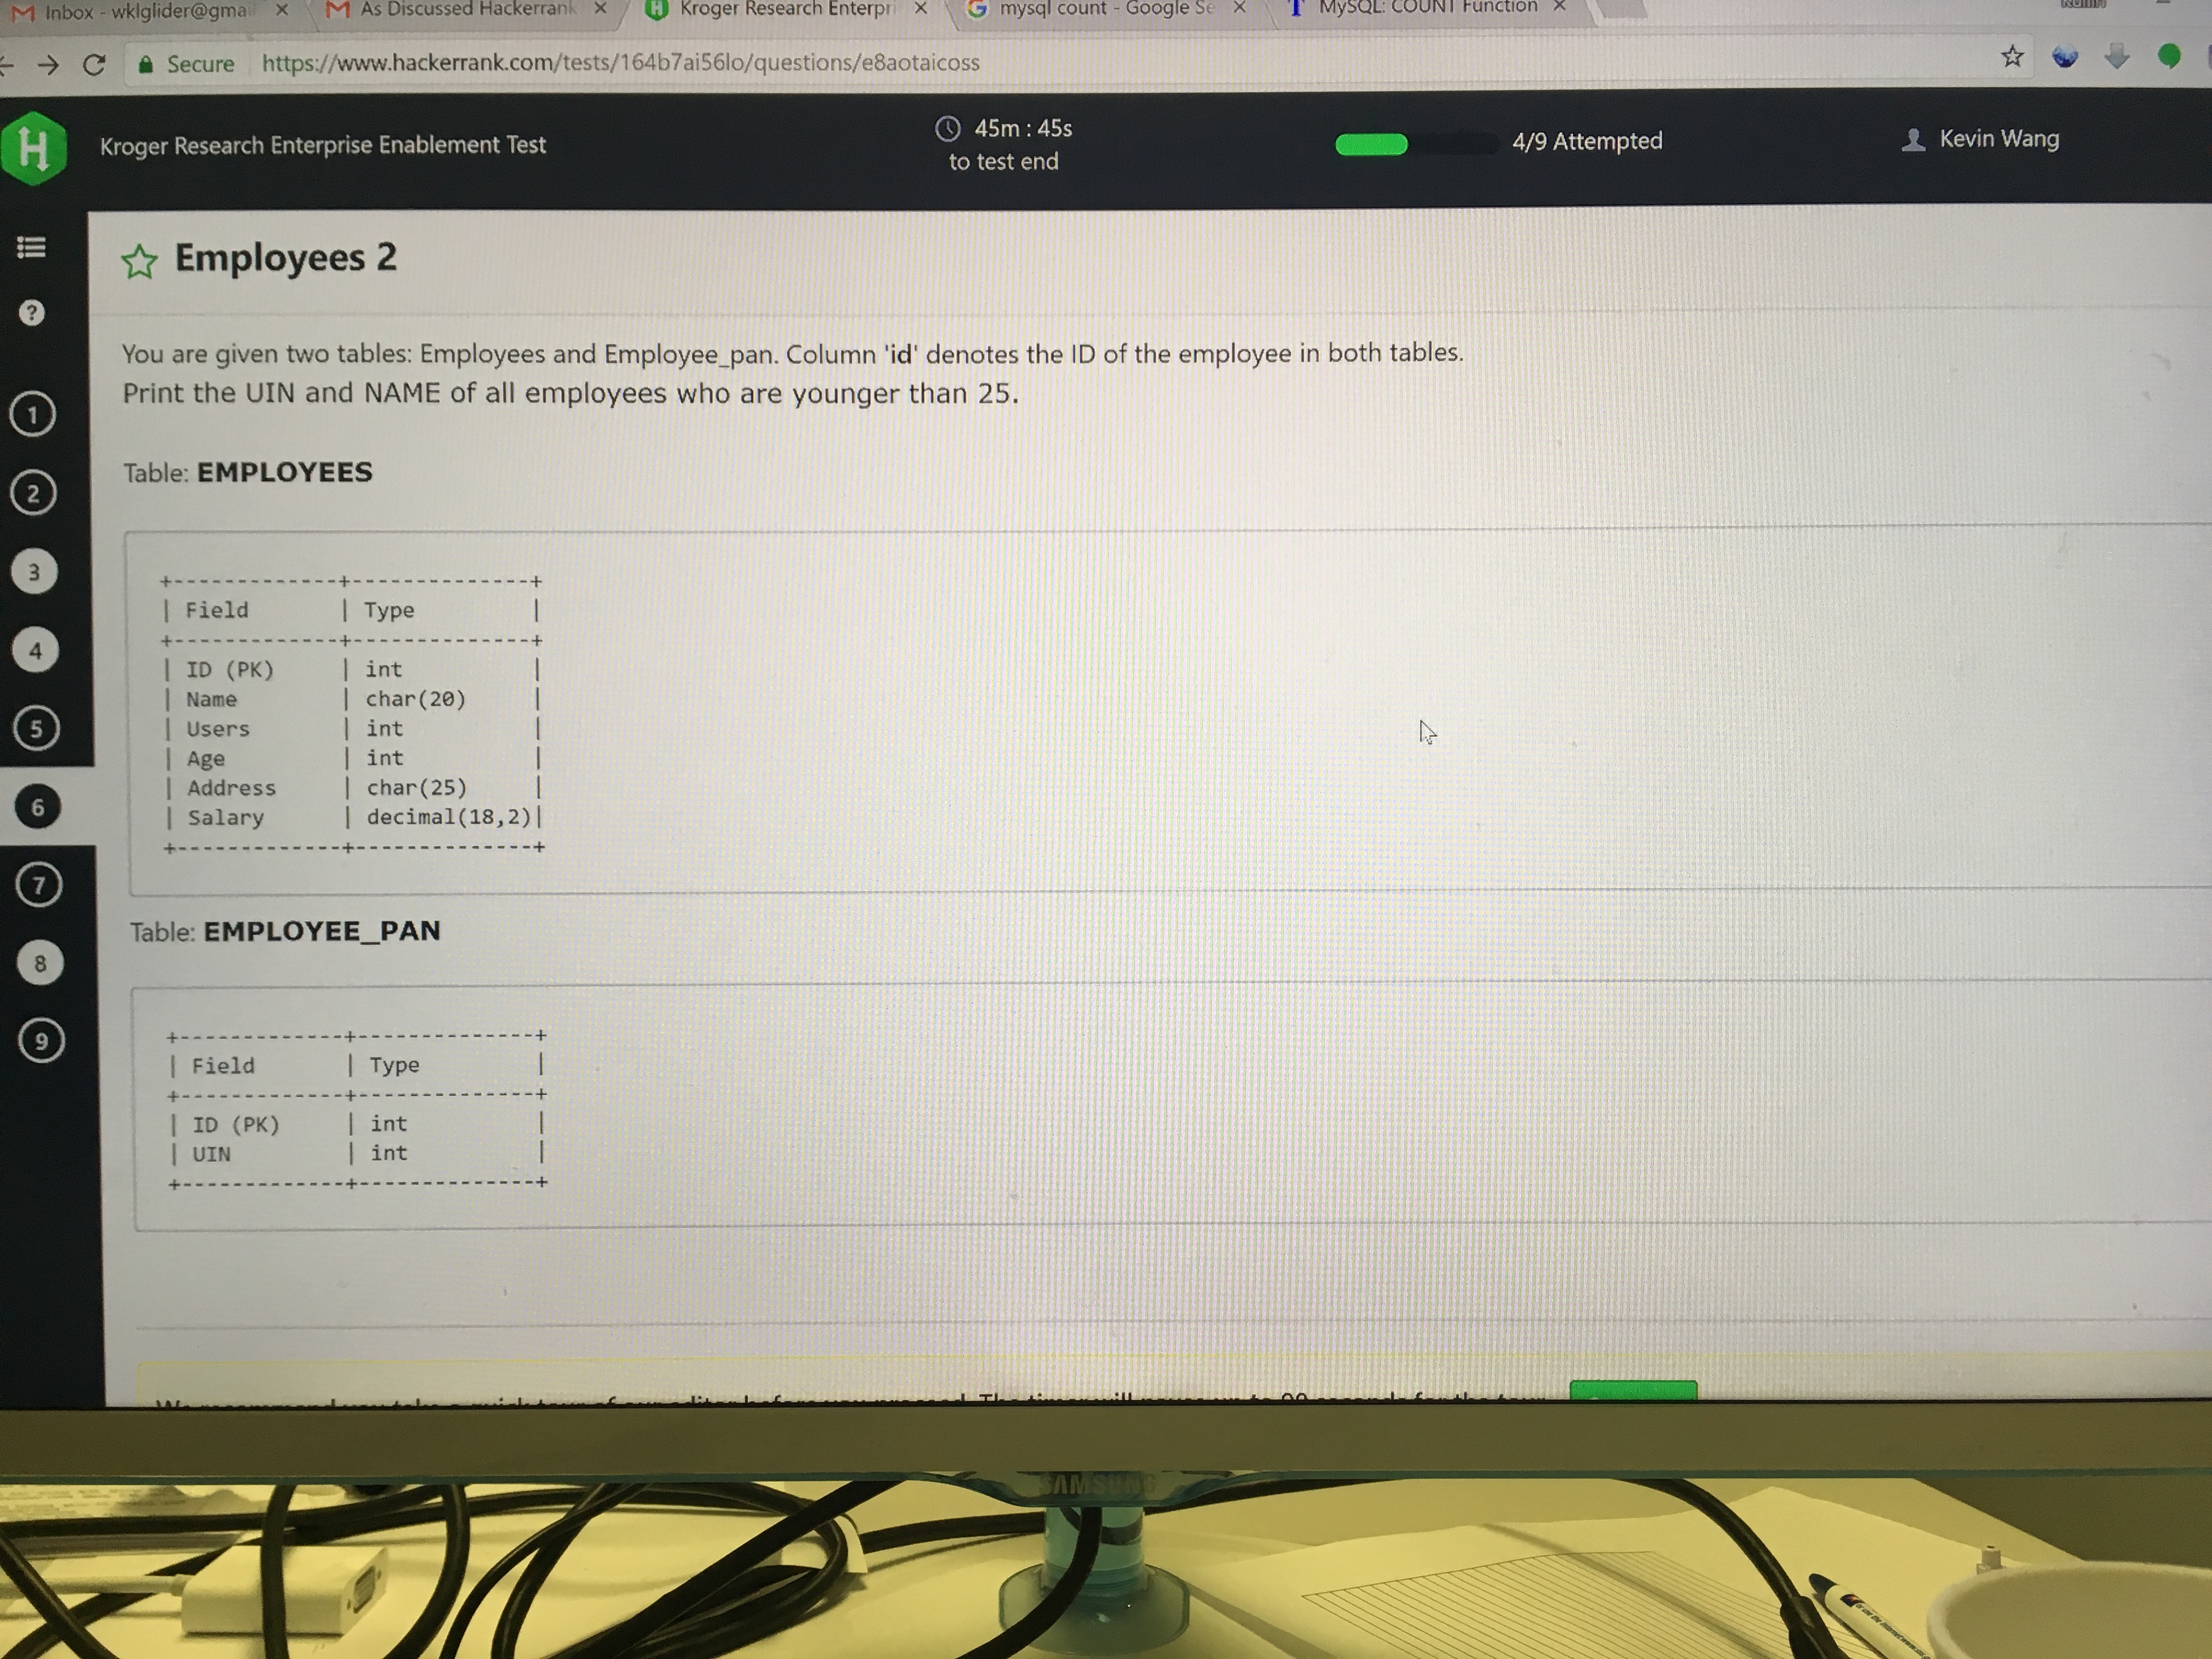 Inbox - wklglider@gmai
As Discussed Hackerrank
Kroger Research Enterpri
mysql count - Google Se
MySQL: COUNT Function
Secure https://www.hackerrank.com/tests/164b7ai56lo/questions/e8aotaicoss
H
Kroger Research Enterprise Enablement Test
45m : 45s
to test end
4/9 Attempted
Kevin Wang
Employees 2
?
You are given two tables: Employees and Employee_pan. Column 'id' denotes the ID of the employee in both tables.
Print the UIN and NAME of all employees who are younger than 25.
1
2
3
4
5
6
7
8
9
Table: EMPLOYEES
+-------------+--------------+
| Field | Type |
+-------------+--------------+
| ID (PK) | int |
| Name | char(20) |
| Users | int |
| Age | int |
| Address | char(25) |
| Salary | decimal(18,2)|
+-------------+--------------+
Table: EMPLOYEE_PAN
+-------------+--------------+
| Field | Type |
+-------------+--------------+
| ID (PK) | int |
| UIN | int |
+-------------+--------------+
SAMSUNG